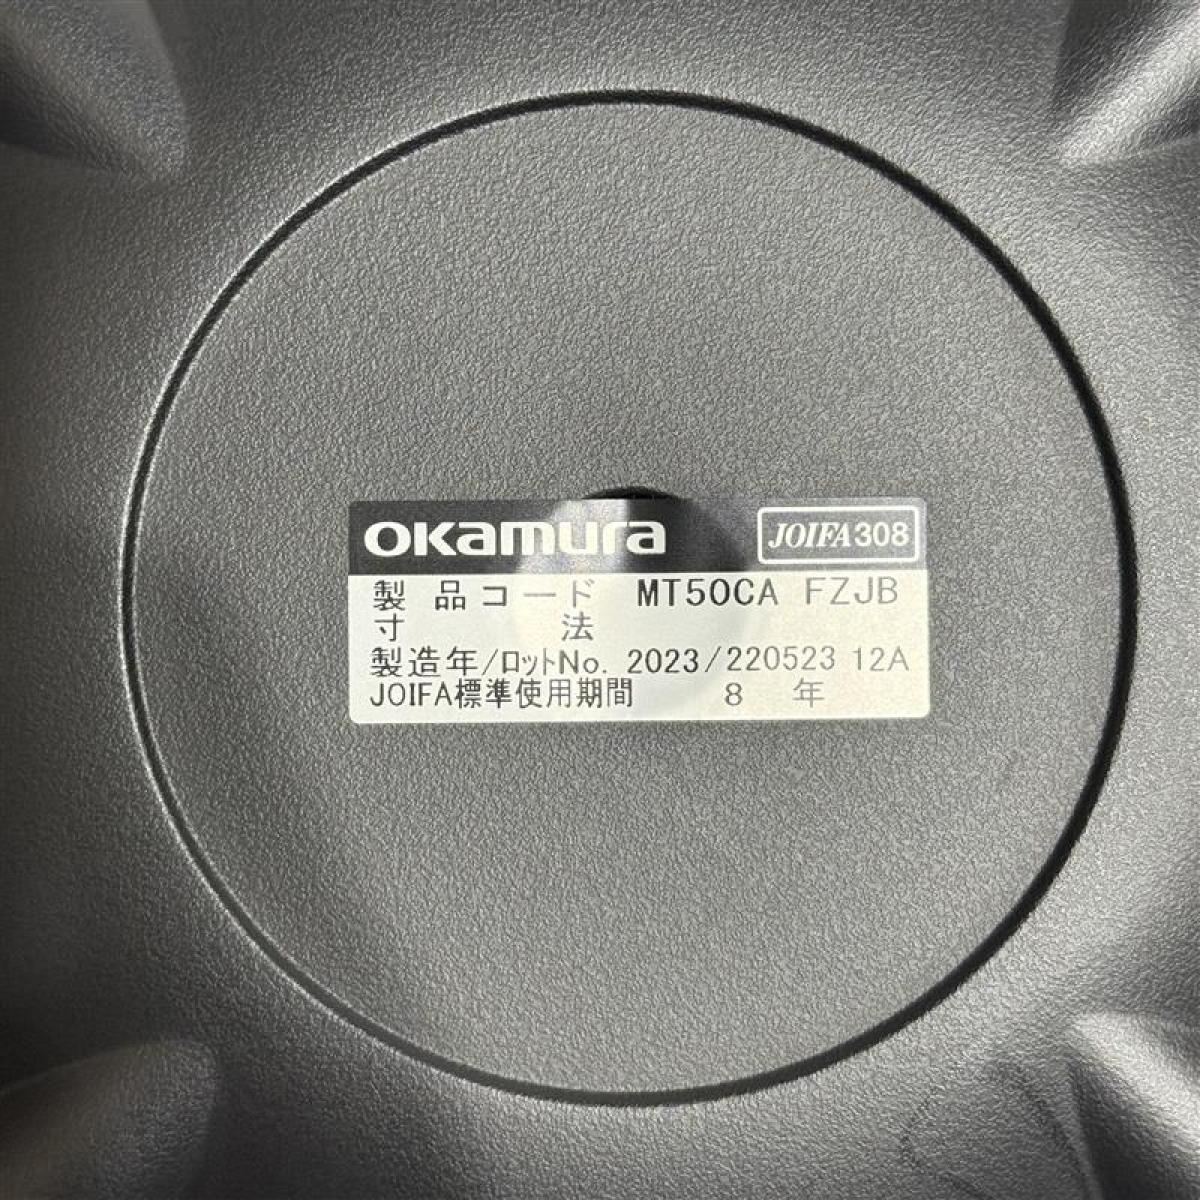 okamura JOIFA308
製品コード MT50CA FZJB
寸法
製造年/ロットNo. 2023/220523 12A
JOIFA標準使用期間 8 年